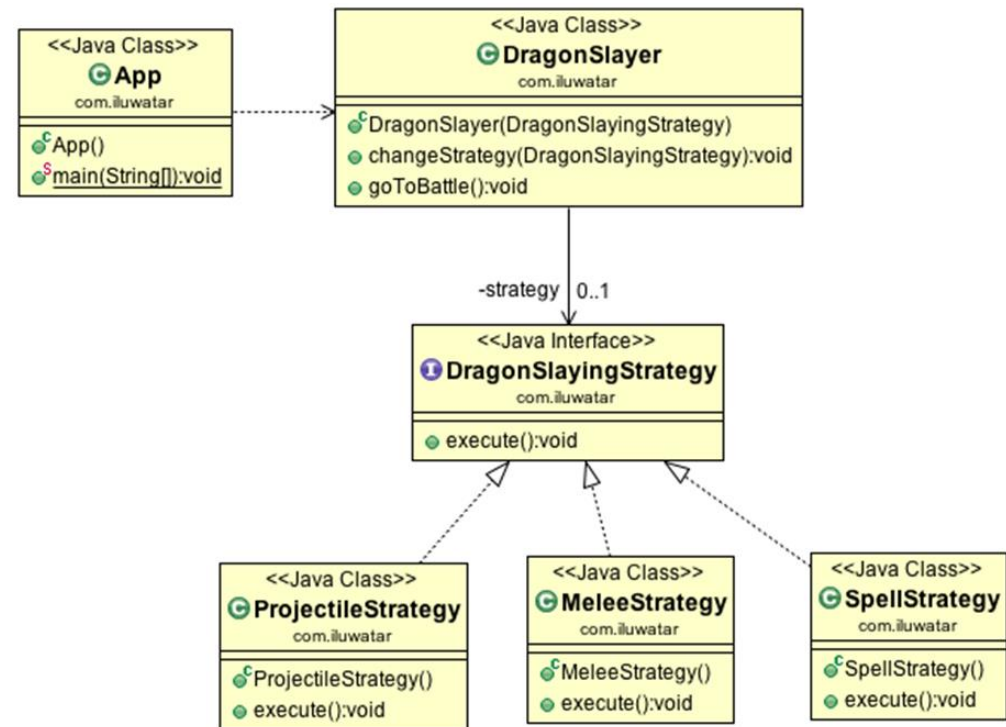 <<Java Class>>
App
com.iluwatar
App()
main(String[]):void
<<Java Class>>
DragonSlayer
com.iluwatar
DragonSlayer(DragonSlayingStrategy)
changeStrategy(DragonSlayingStrategy):void
goToBattle():void
-strategy 0..1
<<Java Interface>>
DragonSlayingStrategy
com.iluwatar
execute():void
<<Java Class>>
ProjectileStrategy
com.iluwatar
ProjectileStrategy()
execute():void
<<Java Class>>
MeleeStrategy
com.iluwatar
MeleeStrategy()
execute():void
<<Java Class>>
SpellStrategy
com.iluwatar
SpellStrategy()
execute():void